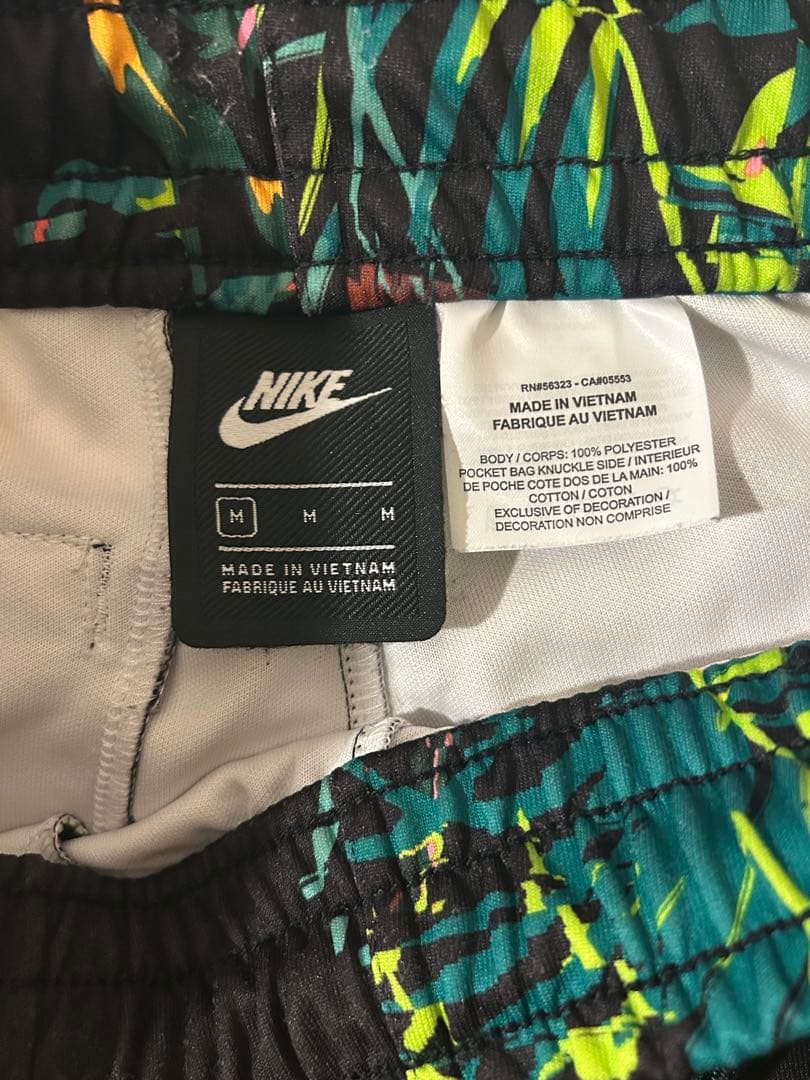 NIKE
M M M
MADE IN VIETNAM
FABRIQUE AU VIETNAM
RN#56323 - CA#05553
MADE IN VIETNAM
FABRIQUE AU VIETNAM
BODY / CORPS: 100% POLYESTER
POCKET BAG KNUCKLE SIDE / INTERIEUR
DE POCHE COTE DOS DE LA MAIN: 100%
COTTON / COTON
EXCLUSIVE OF DECORATION /
DECORATION NON COMPRISE